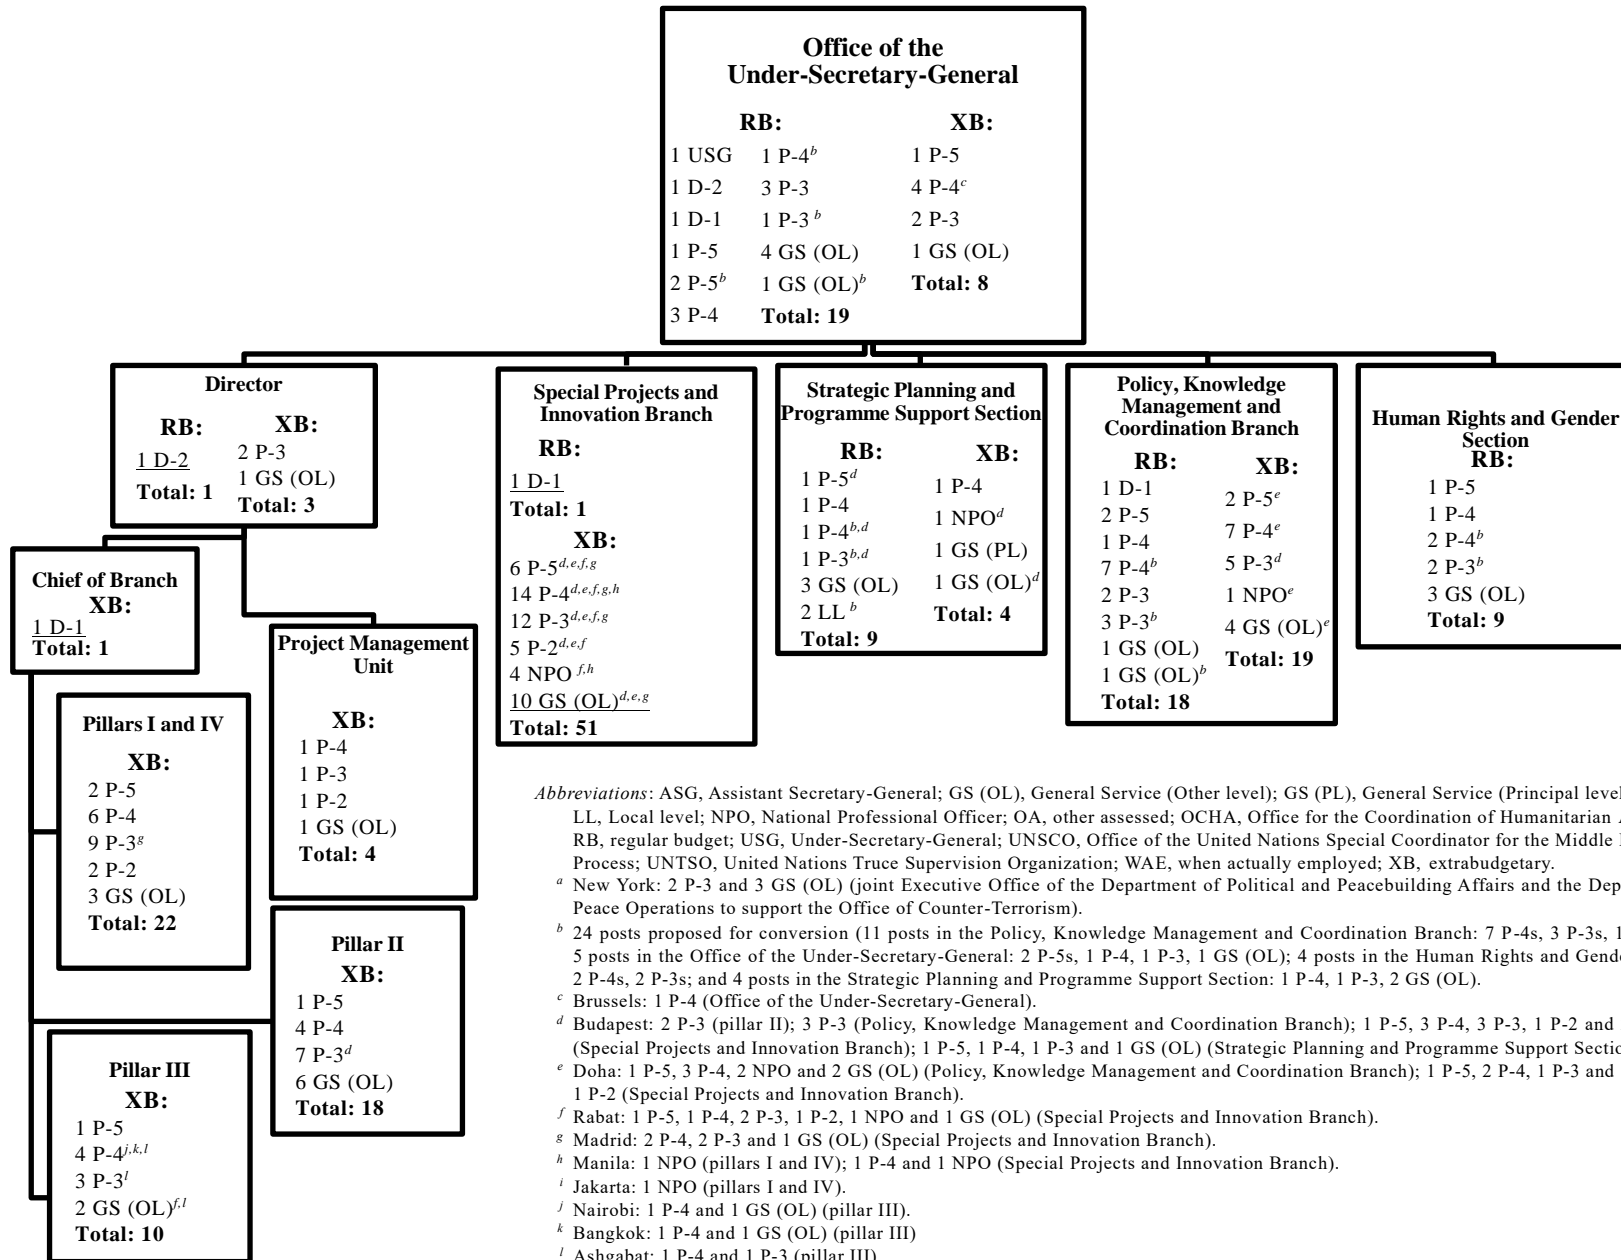 Office of the
Under-Secretary-General
RB:
XB:
1 USG
1 D-2
1 D-1
1 P-5
2 P-5b
3 P-4
1 P-4b
3 P-3
1 P-3 b
4 GS (OL)
1 GS (OL)b
Total: 19
1 P-5
4 P-4c
2 P-3
1 GS (OL)
Total: 8
Director
RB:
1 D-2
Total: 1
XB:
2 P-3
1 GS (OL)
Total: 3
Special Projects and
Innovation Branch
RB:
1 D-1
Total: 1
XB:
6 P-5d,e,f,g
14 P-4d,e,f,g,h
12 P-3d,e,f,g
5 P-2d,e,f
4 NPO f,h
10 GS (OL)d,e,g
Total: 51
Strategic Planning and
Programme Support Section
RB:
1 P-5d
1 P-4
1 P-4b,d
1 P-3b,d
3 GS (OL)
2 LL b
Total: 9
XB:
1 P-4
1 NPOd
1 GS (PL)
1 GS (OL)d
Total: 4
Policy, Knowledge
Management and
Coordination Branch
RB:
1 D-1
2 P-5
1 P-4
7 P-4b
2 P-3
3 P-3b
1 GS (OL)
1 GS (OL)b
Total: 18
XB:
2 P-5e
7 P-4e
5 P-3d
1 NPOe
4 GS (OL)e
Total: 19
Human Rights and Gender
Section
RB:
1 P-5
1 P-4
2 P-4b
2 P-3b
3 GS (OL)
Total: 9
Chief of Branch
XB:
1 D-1
Total: 1
Project Management
Unit
XB:
1 P-4
1 P-3
1 P-2
1 GS (OL)
Total: 4
Pillars I and IV
XB:
2 P-5
6 P-4
9 P-3g
2 P-2
3 GS (OL)
Total: 22
Pillar II
XB:
1 P-5
4 P-4
7 P-3d
6 GS (OL)
Total: 18
Pillar III
XB:
1 P-5
4 P-4j,k,l
3 P-3l
2 GS (OL)f,l
Total: 10
Abbreviations: ASG, Assistant Secretary-General; GS (OL), General Service (Other level); GS (PL), General Service (Principal level
LL, Local level; NPO, National Professional Officer; OA, other assessed; OCHA, Office for the Coordination of Humanitarian
RB, regular budget; USG, Under-Secretary-General; UNSCO, Office of the United Nations Special Coordinator for the Middle
Process; UNTSO, United Nations Truce Supervision Organization; WAE, when actually employed; XB, extrabudgetary.
a New York: 2 P-3 and 3 GS (OL) (joint Executive Office of the Department of Political and Peacebuilding Affairs and the Dep
Peace Operations to support the Office of Counter-Terrorism).
b 24 posts proposed for conversion (11 posts in the Policy, Knowledge Management and Coordination Branch: 7 P-4s, 3 P-3s, 1
5 posts in the Office of the Under-Secretary-General: 2 P-5s, 1 P-4, 1 P-3, 1 GS (OL); 4 posts in the Human Rights and Gende
2 P-4s, 2 P-3s; and 4 posts in the Strategic Planning and Programme Support Section: 1 P-4, 1 P-3, 2 GS (OL).
c Brussels: 1 P-4 (Office of the Under-Secretary-General).
d Budapest: 2 P-3 (pillar II); 3 P-3 (Policy, Knowledge Management and Coordination Branch); 1 P-5, 3 P-4, 3 P-3, 1 P-2 and
(Special Projects and Innovation Branch); 1 P-5, 1 P-4, 1 P-3 and 1 GS (OL) (Strategic Planning and Programme Support Sectio
e Doha: 1 P-5, 3 P-4, 2 NPO and 2 GS (OL) (Policy, Knowledge Management and Coordination Branch); 1 P-5, 2 P-4, 1 P-3 and
1 P-2 (Special Projects and Innovation Branch).
f Rabat: 1 P-5, 1 P-4, 2 P-3, 1 P-2, 1 NPO and 1 GS (OL) (Special Projects and Innovation Branch).
g Madrid: 2 P-4, 2 P-3 and 1 GS (OL) (Special Projects and Innovation Branch).
h Manila: 1 NPO (pillars I and IV); 1 P-4 and 1 NPO (Special Projects and Innovation Branch).
i Jakarta: 1 NPO (pillars I and IV).
j Nairobi: 1 P-4 and 1 GS (OL) (pillar III).
k Bangkok: 1 P-4 and 1 GS (OL) (pillar III)
l Ashgabat: 1 P-4 and 1 P-3 (pillar III)